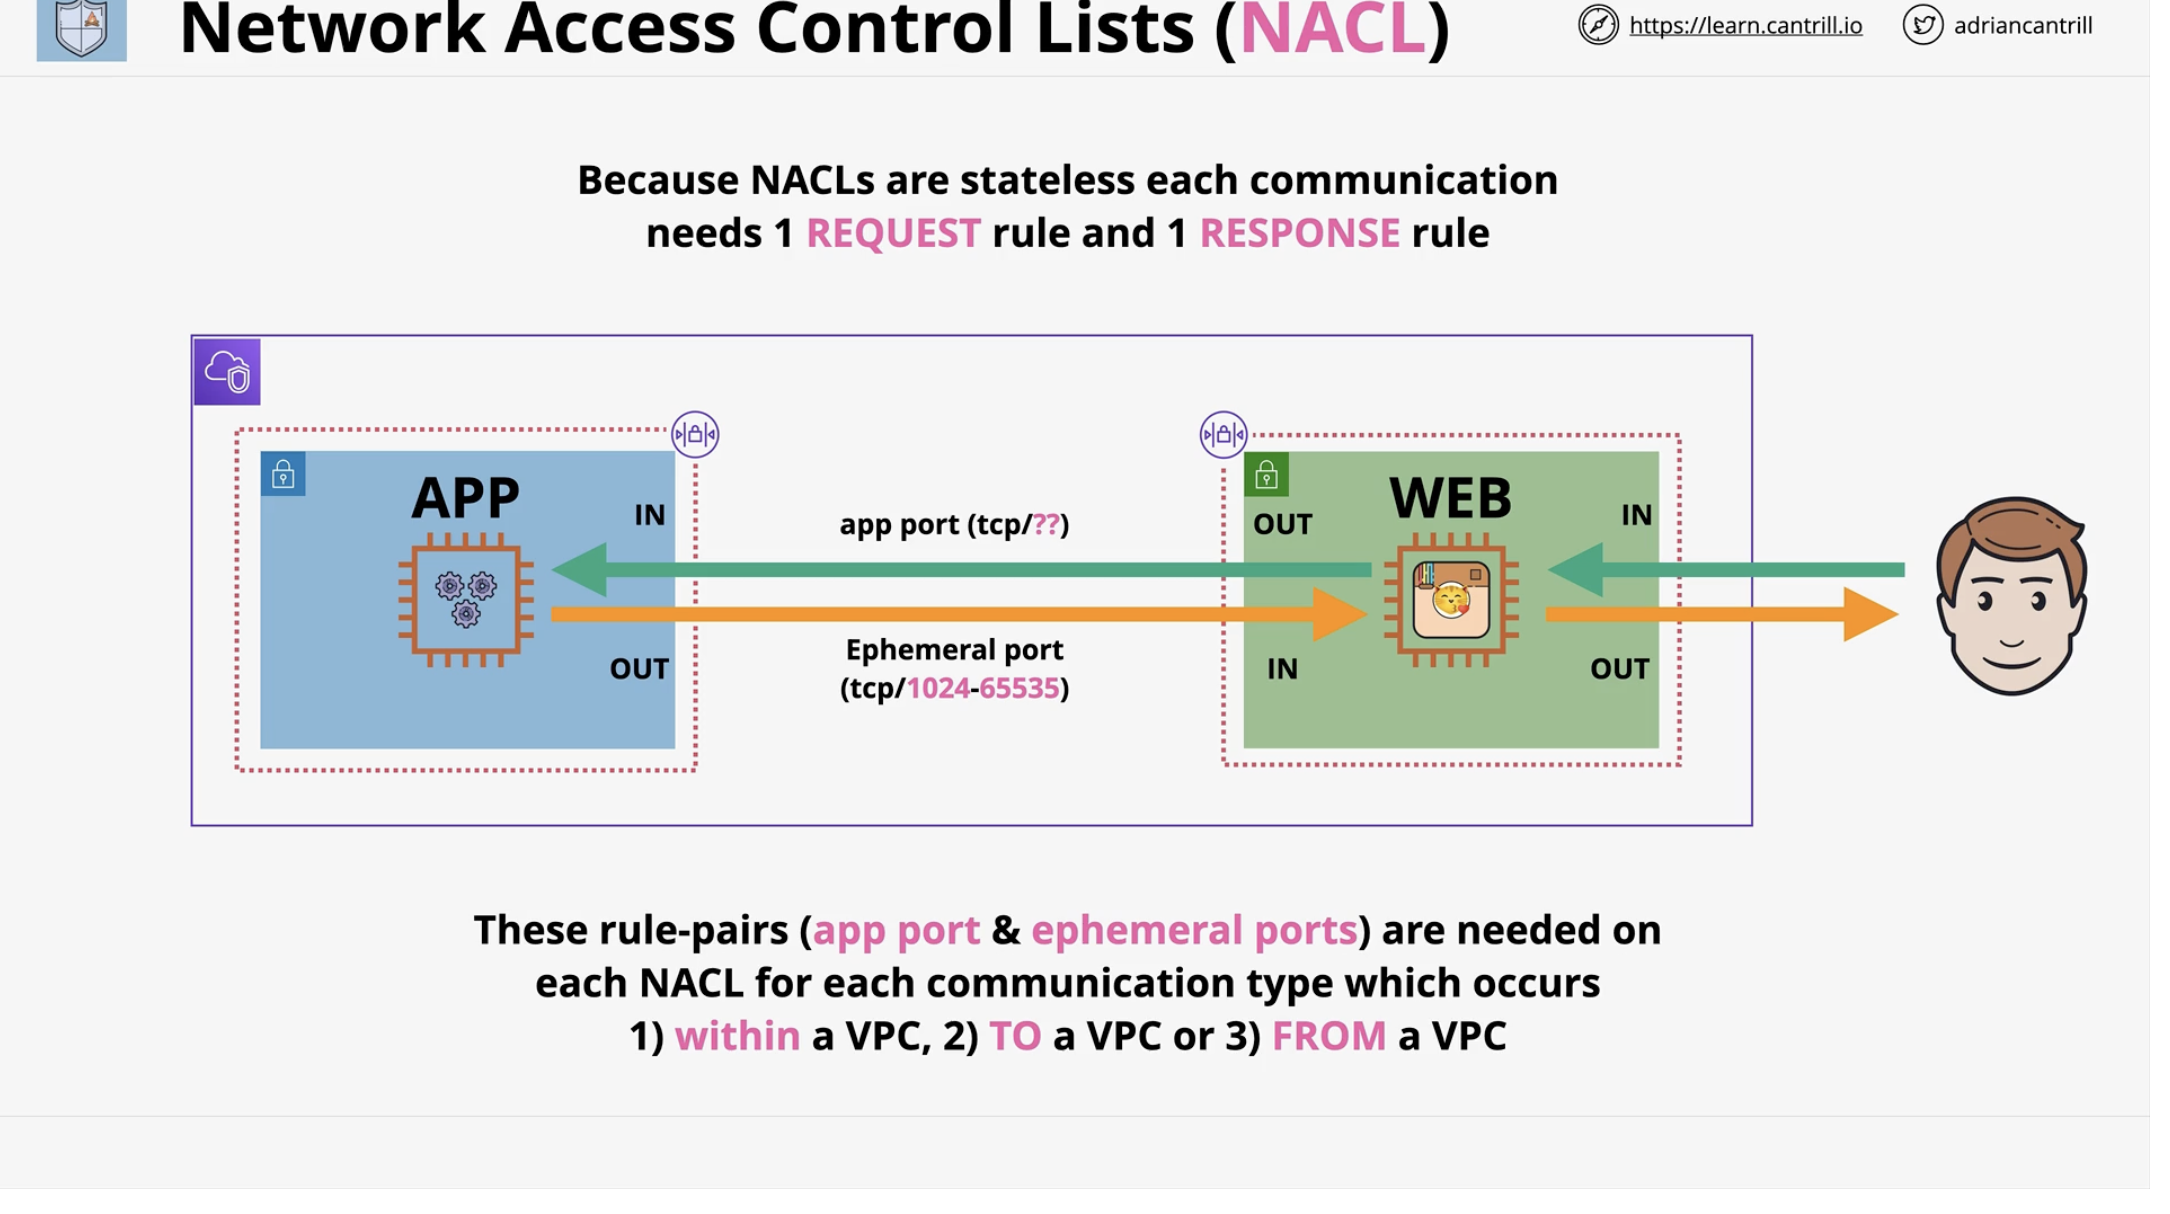 Network Access Control Lists (NACL)
https://learn.cantrill.io
adriancantrill
Because NACLs are stateless each communication
needs 1 REQUEST rule and 1 RESPONSE rule
APP
IN
OUT
app port (tcp/??)
Ephemeral port
(tcp/1024-65535)
OUT
WEB
IN
IN
OUT
These rule-pairs (app port & ephemeral ports) are needed on
each NACL for each communication type which occurs
1) within a VPC, 2) TO a VPC or 3) FROM a VPC